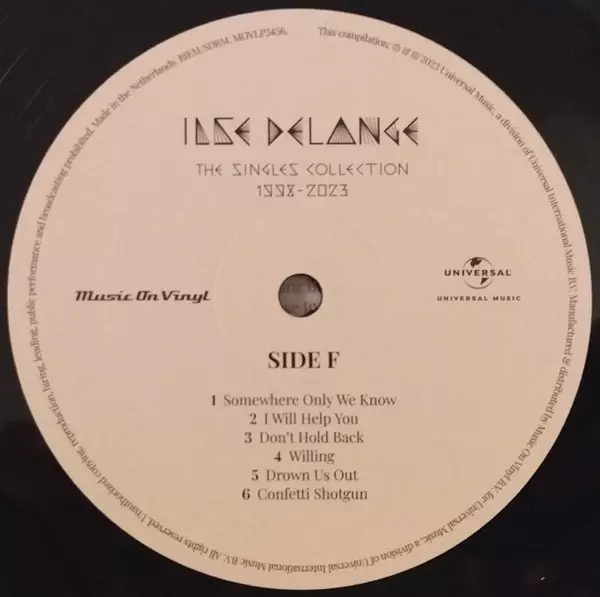 This compilation: ℗ & © 2023 Universal Music, a division of Universal International Music B.V. Manufactured & distributed by Music On Vinyl B.V. for Universal Music, a division of Universal International Music B.V. All rights reserved. Unauthorized copying, reproduction, hiring, lending, public performance and broadcasting prohibited. Made in the Netherlands. BIEM/SDRM. MOVLP3456.
ILSE DELANGE
THE SINGLES COLLECTION
1998-2023
Music On Vinyl
UNIVERSAL
UNIVERSAL MUSIC
SIDE F
1 Somewhere Only We Know
2 I Will Help You
3 Don't Hold Back
4 Willing
5 Drown Us Out
6 Confetti Shotgun